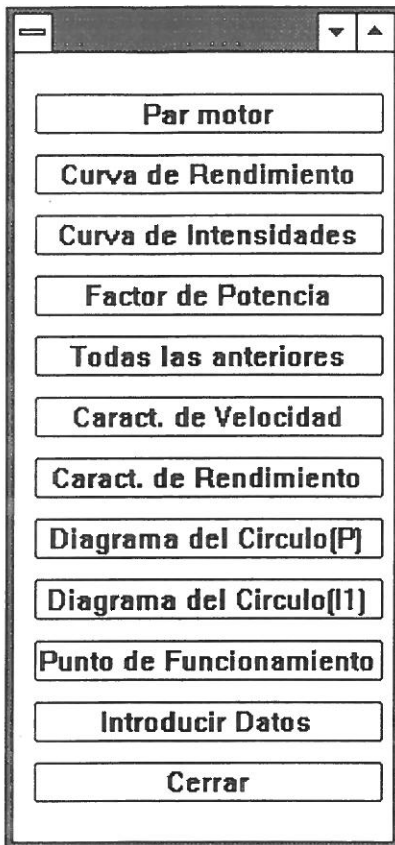 Par motor
Curva de Rendimiento
Curva de Intensidades
Factor de Potencia
Todas las anteriores
Caract. de Velocidad
Caract. de Rendimiento
Diagrama del Circulo(P)
Diagrama del Circulo(I1)
Punto de Funcionamiento
Introducir Datos
Cerrar